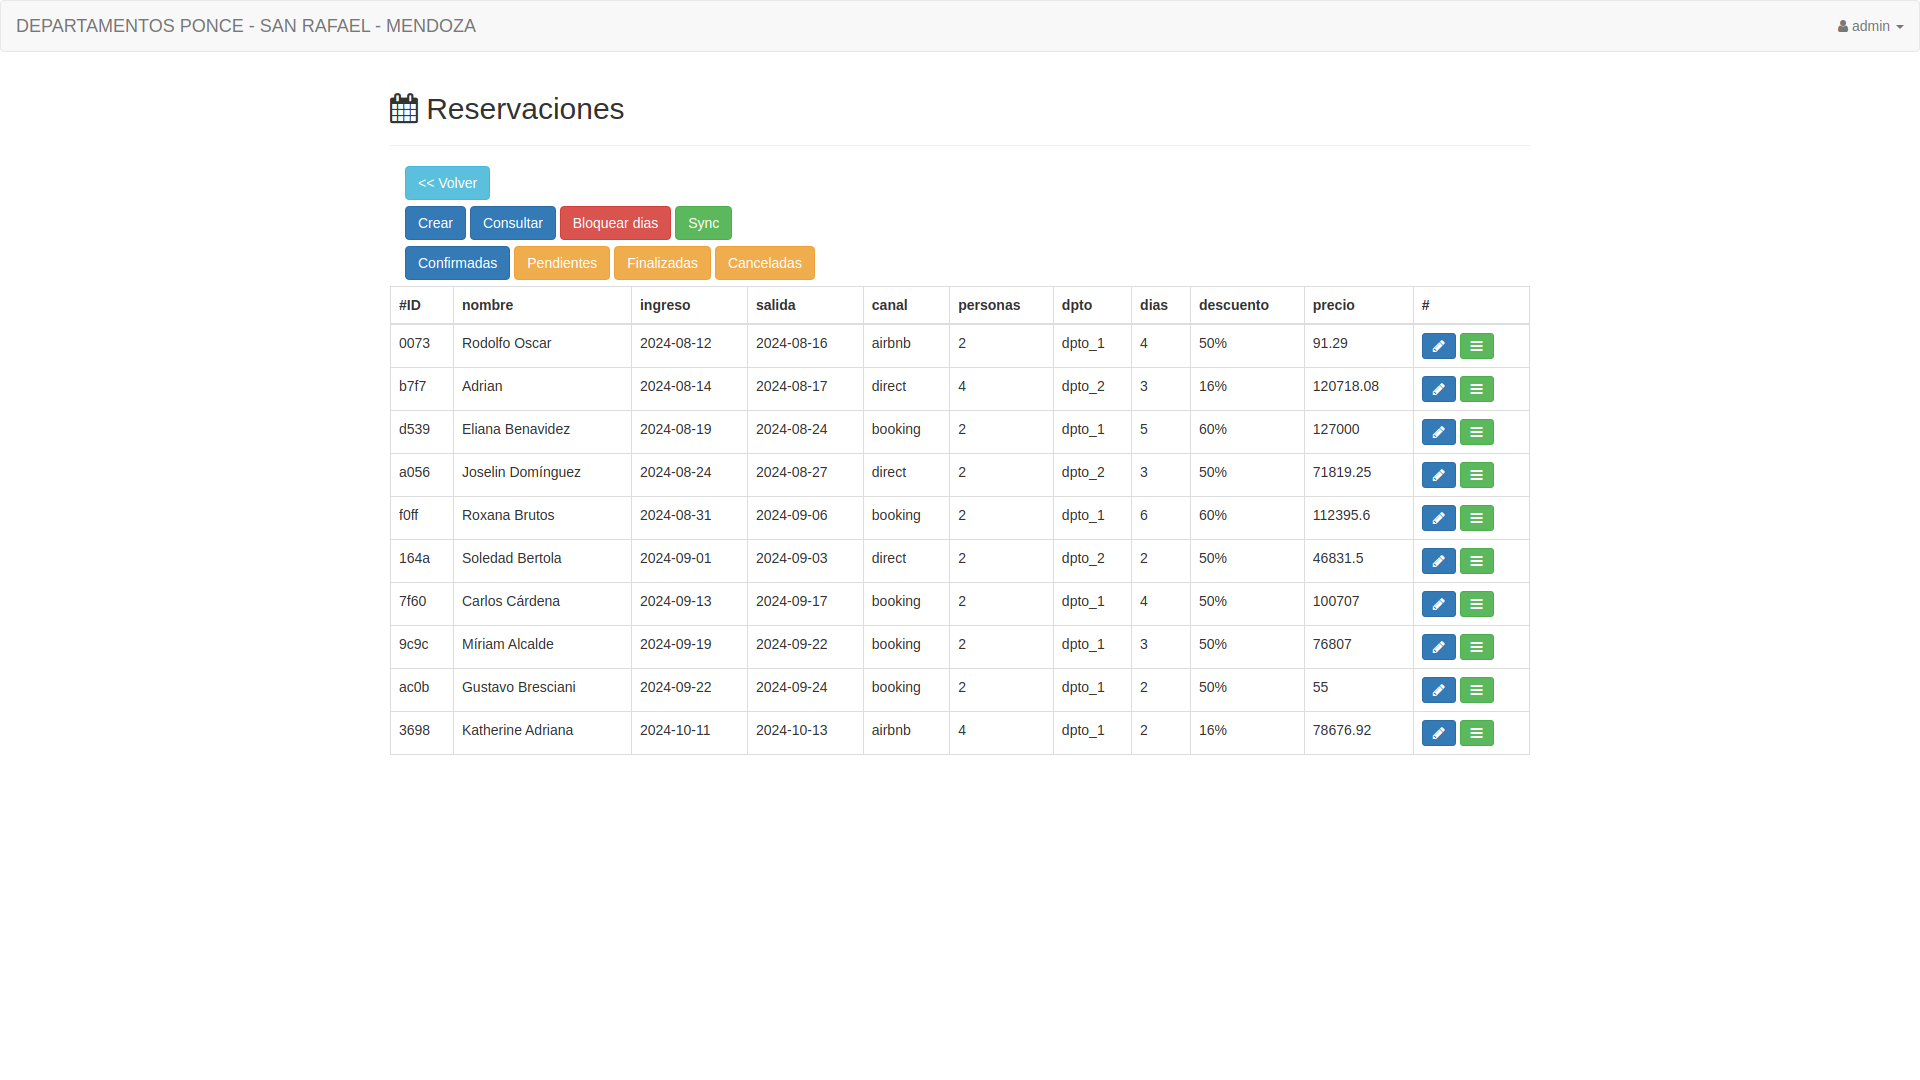 DEPARTAMENTOS PONCE - SAN RAFAEL - MENDOZA admin
Reservaciones
<< Volver
Crear Consultar Bloquear dias Sync
Confirmadas Pendientes Finalizadas Canceladas
#ID nombre ingreso salida canal personas dpto dias descuento precio #
0073 Rodolfo Oscar 2024-08-12 2024-08-16 airbnb 2 dpto_1 4 50% 91.29
b7f7 Adrian 2024-08-14 2024-08-17 direct 4 dpto_2 3 16% 120718.08
d539 Eliana Benavidez 2024-08-19 2024-08-24 booking 2 dpto_1 5 60% 127000
a056 Joselin Domínguez 2024-08-24 2024-08-27 direct 2 dpto_2 3 50% 71819.25
f0ff Roxana Brutos 2024-08-31 2024-09-06 booking 2 dpto_1 6 60% 112395.6
164a Soledad Bertola 2024-09-01 2024-09-03 direct 2 dpto_2 2 50% 46831.5
7f60 Carlos Cárdena 2024-09-13 2024-09-17 booking 2 dpto_1 4 50% 100707
9c9c Míriam Alcalde 2024-09-19 2024-09-22 booking 2 dpto_1 3 50% 76807
ac0b Gustavo Bresciani 2024-09-22 2024-09-24 booking 2 dpto_1 2 50% 55
3698 Katherine Adriana 2024-10-11 2024-10-13 airbnb 4 dpto_1 2 16% 78676.92